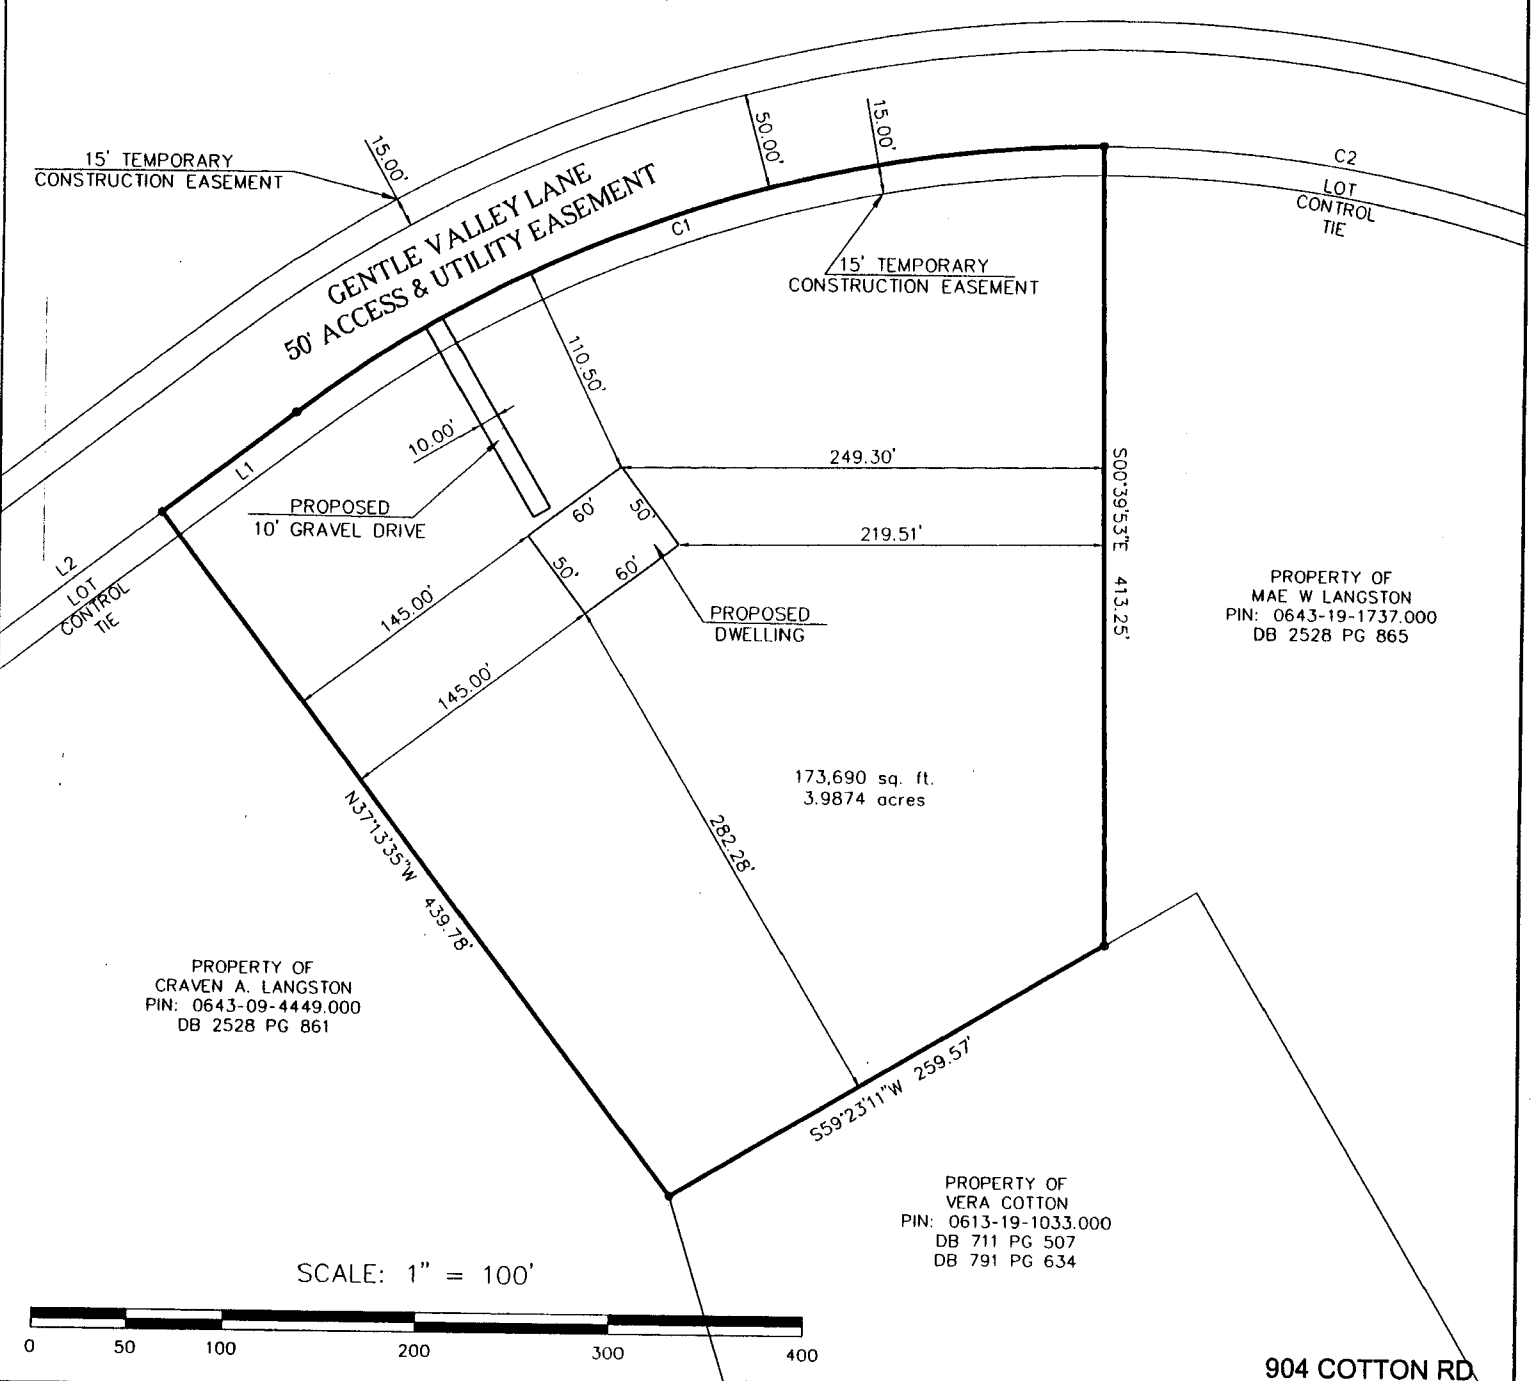 15' TEMPORARY
CONSTRUCTION EASEMENT
15.00'
GENTLE VALLEY LANE
50' ACCESS & UTILITY EASEMENT
50.00'
15.00'
C1
C2
LOT
CONTROL
TIE
15' TEMPORARY
CONSTRUCTION EASEMENT
110.50'
10.00'
L1
PROPOSED
10' GRAVEL DRIVE
249.30'
S00°39'53"E 413.25'
60'
50'
219.51'
50'
60'
L2
LOT
CONTROL
TIE
145.00'
PROPOSED
DWELLING
PROPERTY OF
MAE W LANGSTON
PIN: 0643-19-1737.000
DB 2528 PG 865
145.00'
173,690 sq. ft.
3.9874 acres
N37°13'35"W 439.78'
282.28'
PROPERTY OF
CRAVEN A. LANGSTON
PIN: 0643-09-4449.000
DB 2528 PG 861
S59°23'11"W 259.57'
PROPERTY OF
VERA COTTON
PIN: 0613-19-1033.000
DB 711 PG 507
DB 791 PG 634
SCALE: 1" = 100'
0 50 100 200 300 400
904 COTTON RD